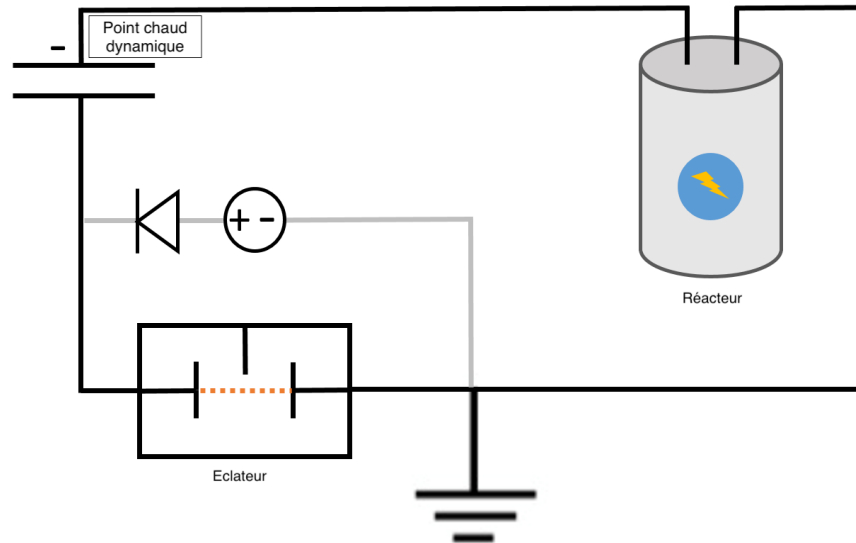 Point chaud
dynamique
-
+ -
Réacteur
Eclateur